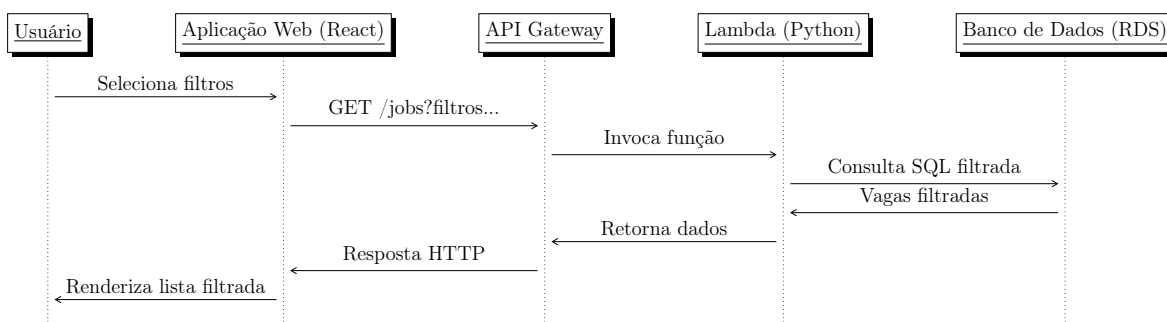 Usuário
Aplicação Web (React)
API Gateway
Lambda (Python)
Banco de Dados (RDS)
Seleciona filtros
GET /jobs?filtros...
Invoca função
Consulta SQL filtrada
Vagas filtradas
Retorna dados
Resposta HTTP
Renderiza lista filtrada